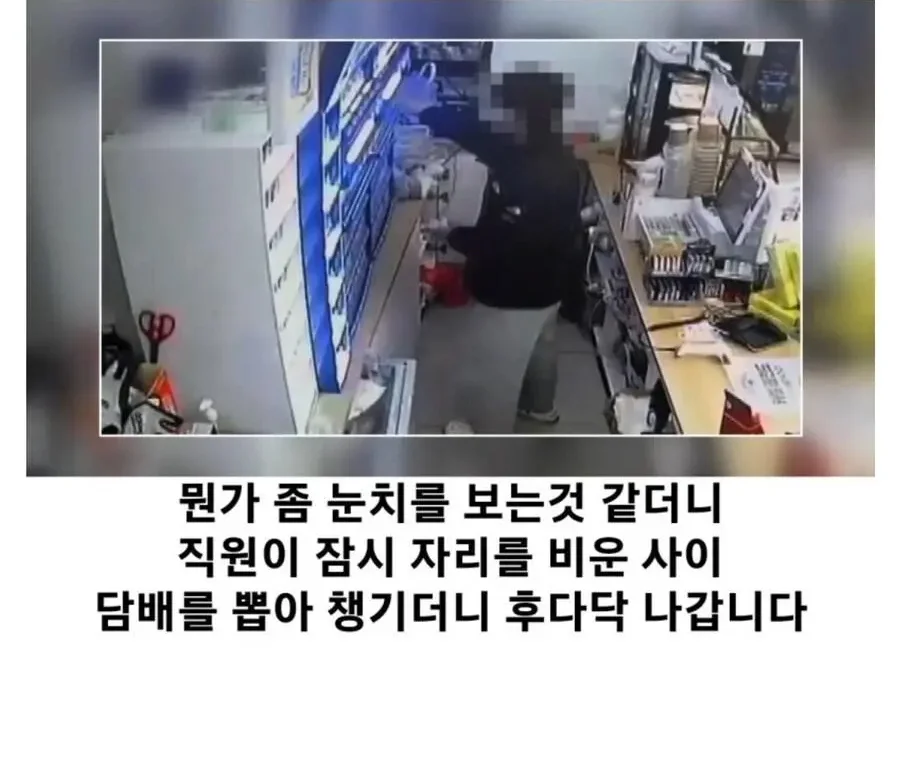 뭔가 좀 눈치를 보는것 같더니
직원이 잠시 자리를 비운 사이
담배를 뽑아 챙기더니 후다닥 나갑니다